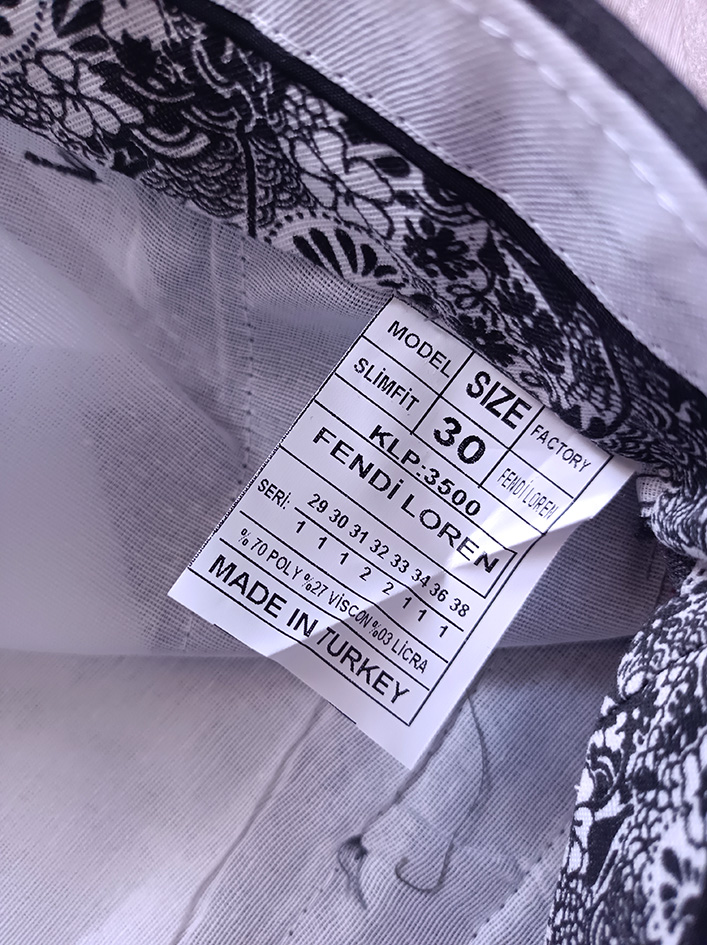 MODEL SIZE FACTORY
SLİMFİT 30 FENDİ LOREN
KLP-3500
FENDİ LOREN
SERİ: 29 30 31 32 33 34 36 38
1 1 1 2 2 1 1 1
% 70 POLY %27 VİSCON %03 LİCRA
MADE IN TURKEY